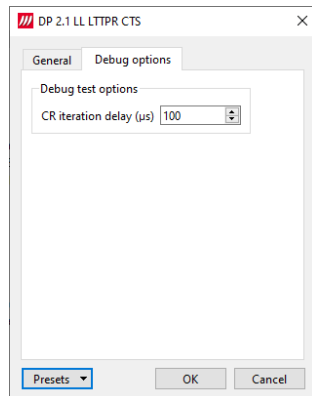 DP 2.1 LL LTTPR CTS
General
Debug options
Debug test options
CR iteration delay (µs) 100
Presets
OK
Cancel